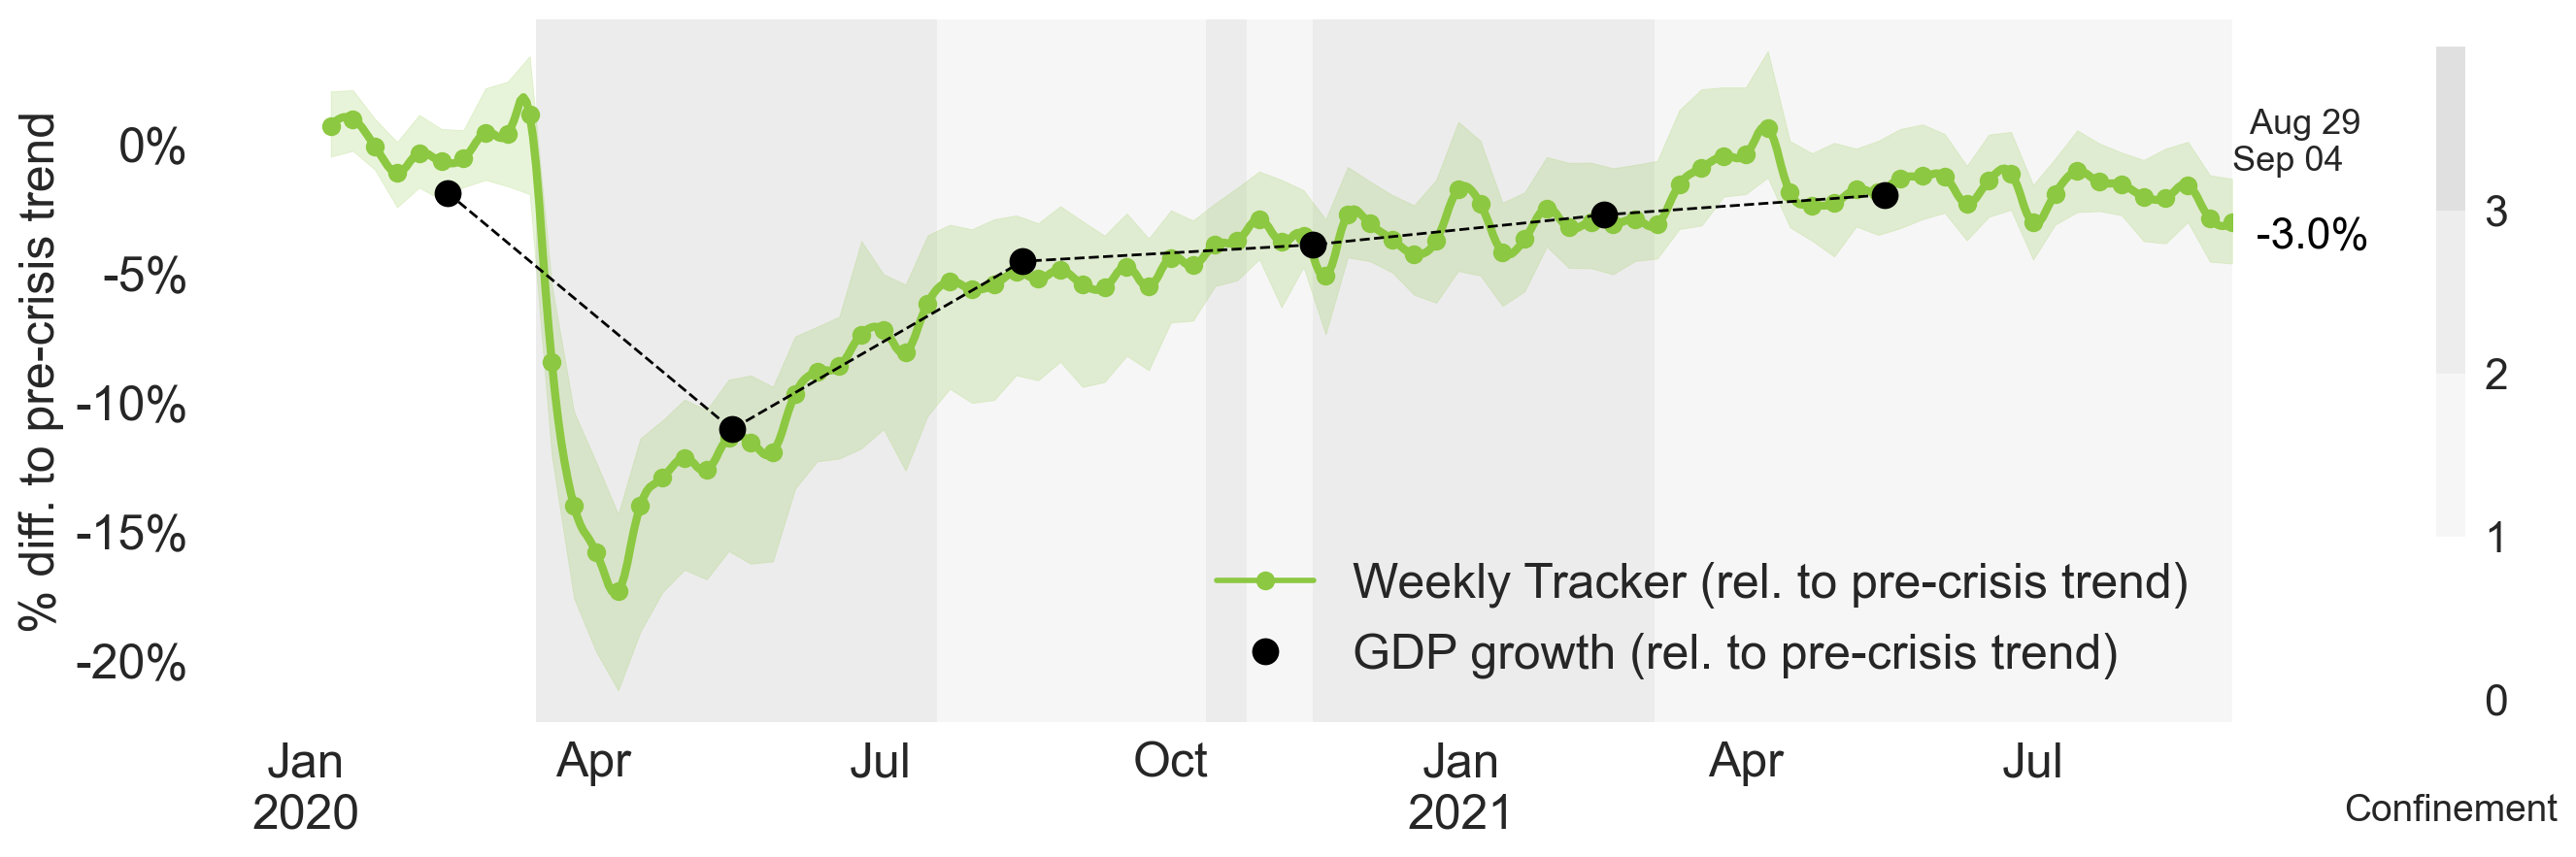 % diff. to pre-crisis trend
0%
-5%
-10%
-15%
-20%
Jan
2020
Apr
Jul
Oct
Jan
2021
Apr
Jul
Weekly Tracker (rel. to pre-crisis trend)
GDP growth (rel. to pre-crisis trend)
Aug 29
Sep 04
-3.0%
3
2
1
0
Confinement